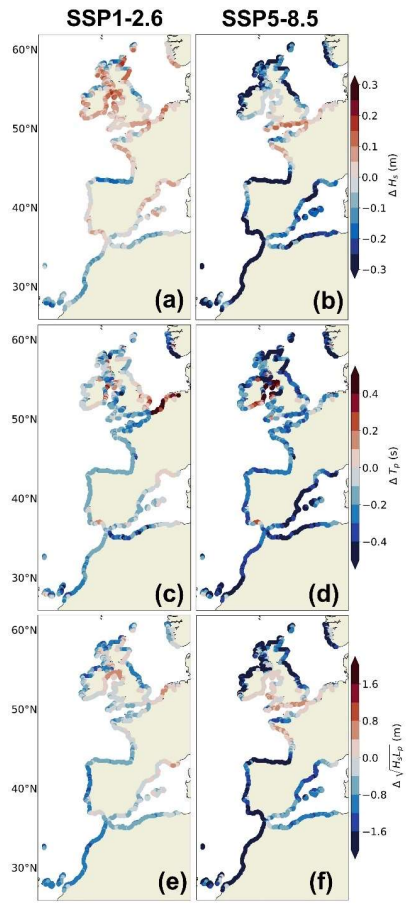 SSP1-2.6 SSP5-8.5
60°N
50°N
40°N
30°N
(a) (b)
0.3
0.2
0.1
0.0
−0.1
−0.2
−0.3
Δ Hs (m)
60°N
50°N
40°N
30°N
(c) (d)
0.4
0.2
0.0
−0.2
−0.4
Δ Tp (s)
60°N
50°N
40°N
30°N
(e) (f)
1.6
0.8
0.0
−0.8
−1.6
Δ √HsLp (m)